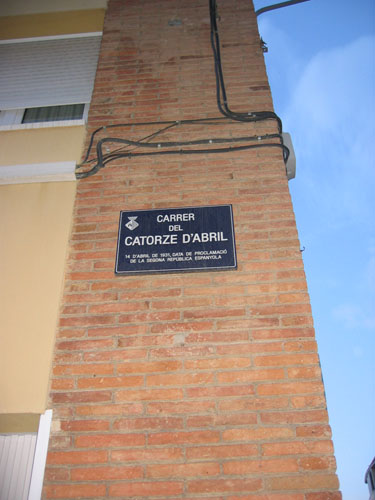 CARRER
DEL
CATORZE D'ABRIL
14 D'ABRIL DE 1931, DATA DE PROCLAMACIÓ
DE LA SEGONA REPÚBLICA ESPANYOLA